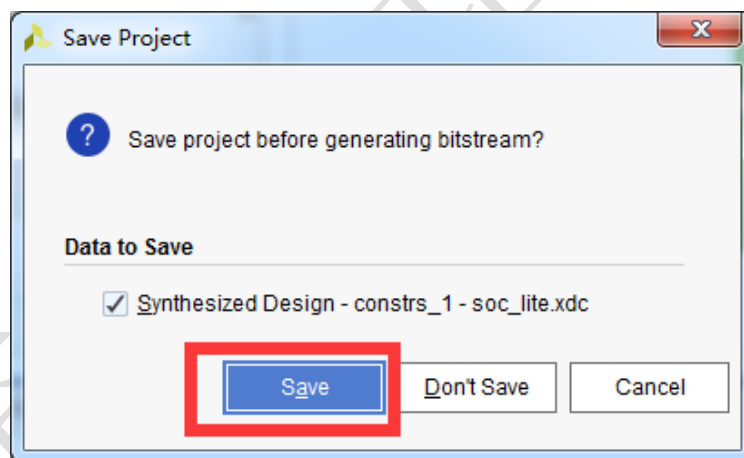 Save Project
Save project before generating bitstream?
Data to Save
Synthesized Design - constrs_1 - soc_lite.xdc
Save Don't Save Cancel